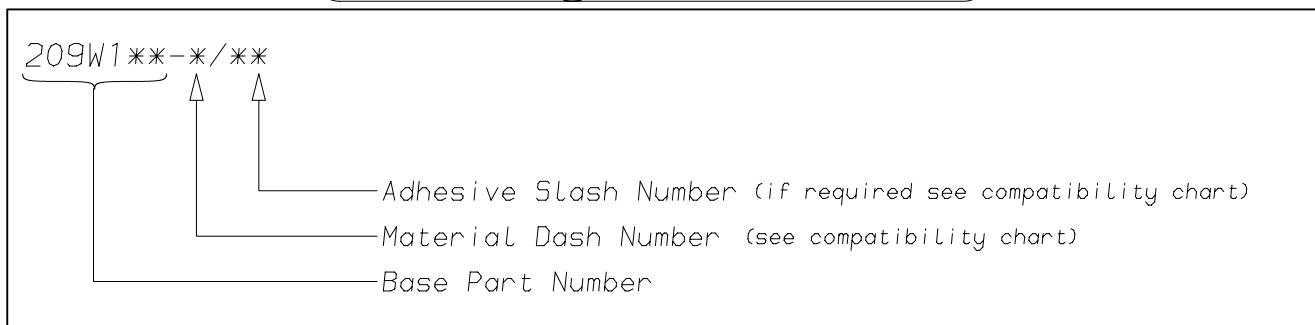 209W1**-*/**
Adhesive Slash Number (if required see compatibility chart)
Material Dash Number (see compatibility chart)
Base Part Number